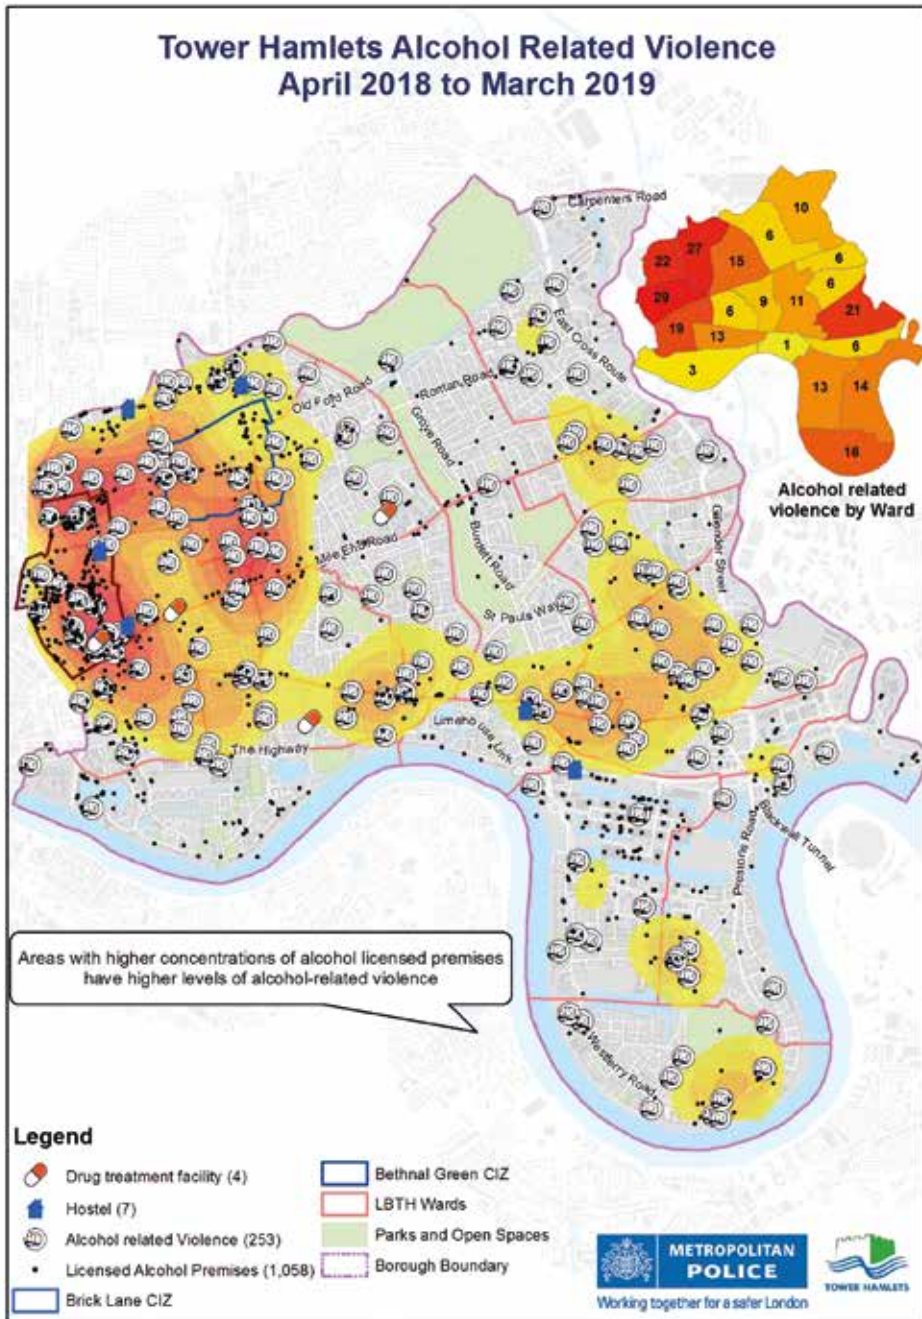 Tower Hamlets Alcohol Related Violence
April 2018 to March 2019
Carpenters Road
10
6
27
22
15
6
6
29
6
9
11
21
19
13
1
6
3
13
14
16
Alcohol related
violence by Ward
East Cross Route
Old Ford Road
Roman Road
Grove Road
Mile End Road
Burdett Road
St Pauls Way
The Highway
Limehouse Link
Prestons Road
Blackwall Tunnel
Westferry Road
Areas with higher concentrations of alcohol licensed premises
have higher levels of alcohol-related violence
Legend
Drug treatment facility (4)
Hostel (7)
Alcohol related Violence (253)
Licensed Alcohol Premises (1,058)
Brick Lane CIZ
Bethnal Green CIZ
LBTH Wards
Parks and Open Spaces
Borough Boundary
METROPOLITAN
POLICE
Working together for a safer London
TOWER HAMLETS